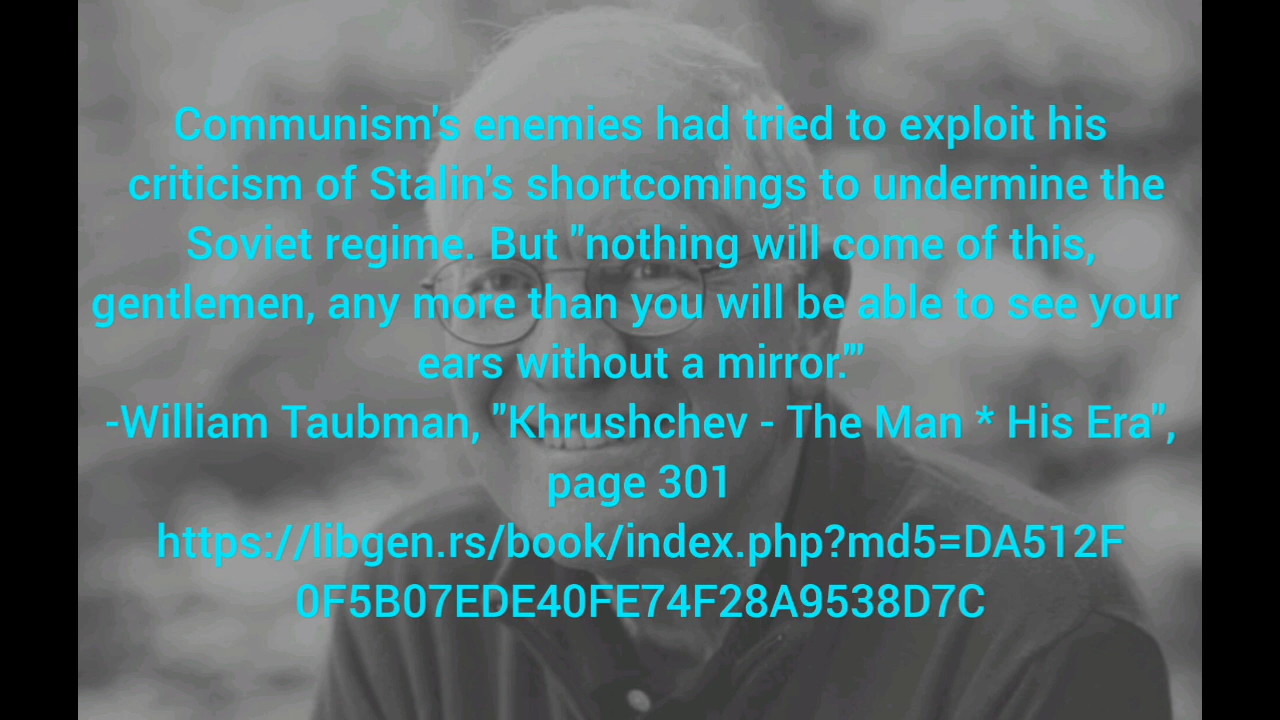 Communism's enemies had tried to exploit his
criticism of Stalin's shortcomings to undermine the
Soviet regime. But "nothing will come of this,
gentlemen, any more than you will be able to see your
ears without a mirror.'"
-William Taubman, "Khrushchev - The Man * His Era",
page 301
https://libgen.rs/book/index.php?md5=DA512F
0F5B07EDE40FE74F28A9538D7C